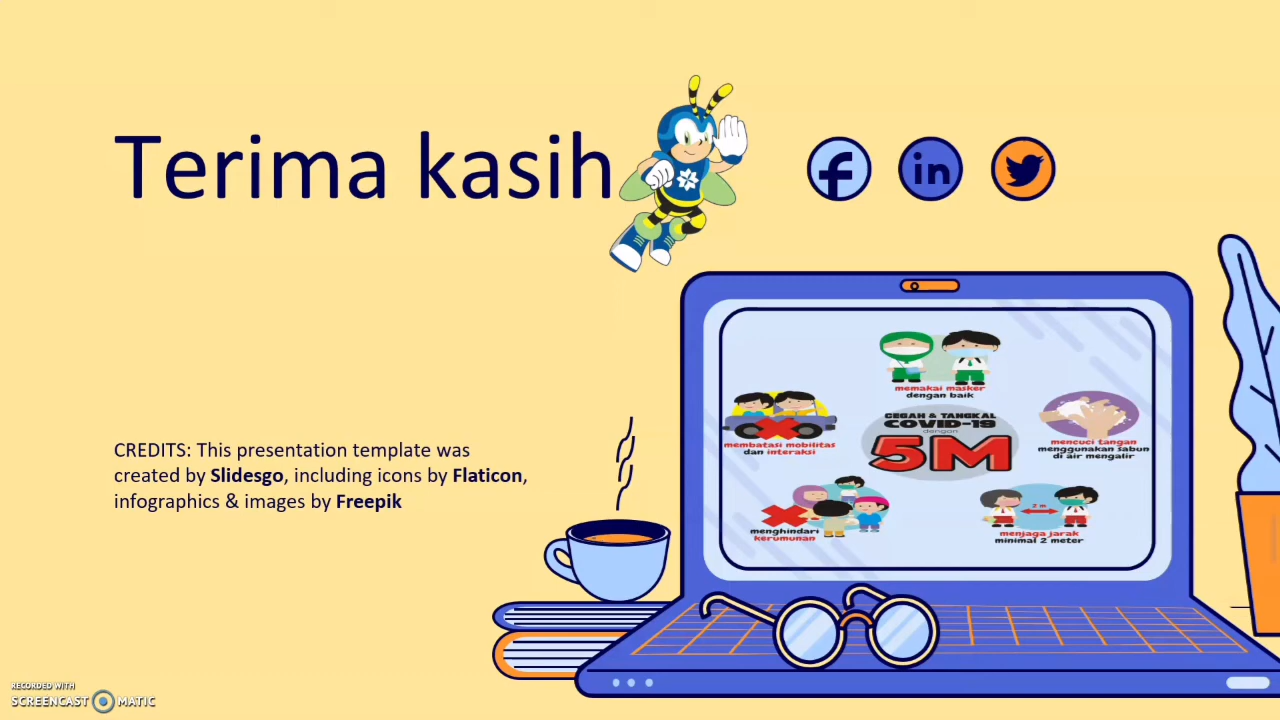 Terima kasih
f
in
memakai masker
dengan baik
CEGAH & TANGKAL
COVID-19
dengan
5M
membatasi mobilitas
dan interaksi
mencuci tangan
menggunakan sabun
di air mengalir
menghindari
kerumunan
2 m
menjaga jarak
minimal 2 meter
CREDITS: This presentation template was
created by Slidesgo, including icons by Flaticon,
infographics & images by Freepik
RECORDED WITH
SCREENCAST MATIC